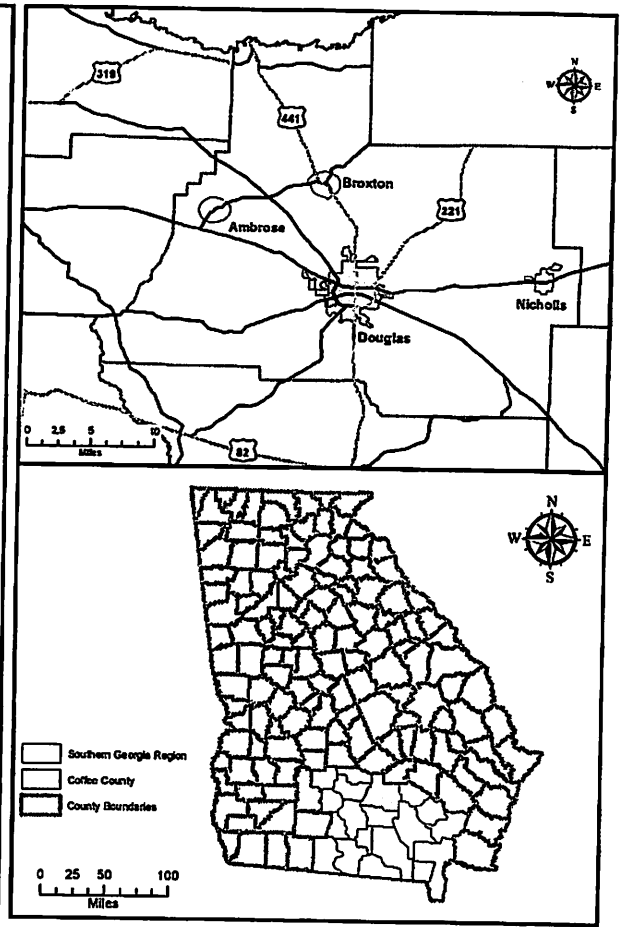 N
W E
S
319
441
Broxton
221
Ambrose
Nicholls
Douglas
0 2.5 5 10
Miles
82
N
W E
S
Southern Georgia Region
Coffee County
County Boundaries
0 25 50 100
Miles